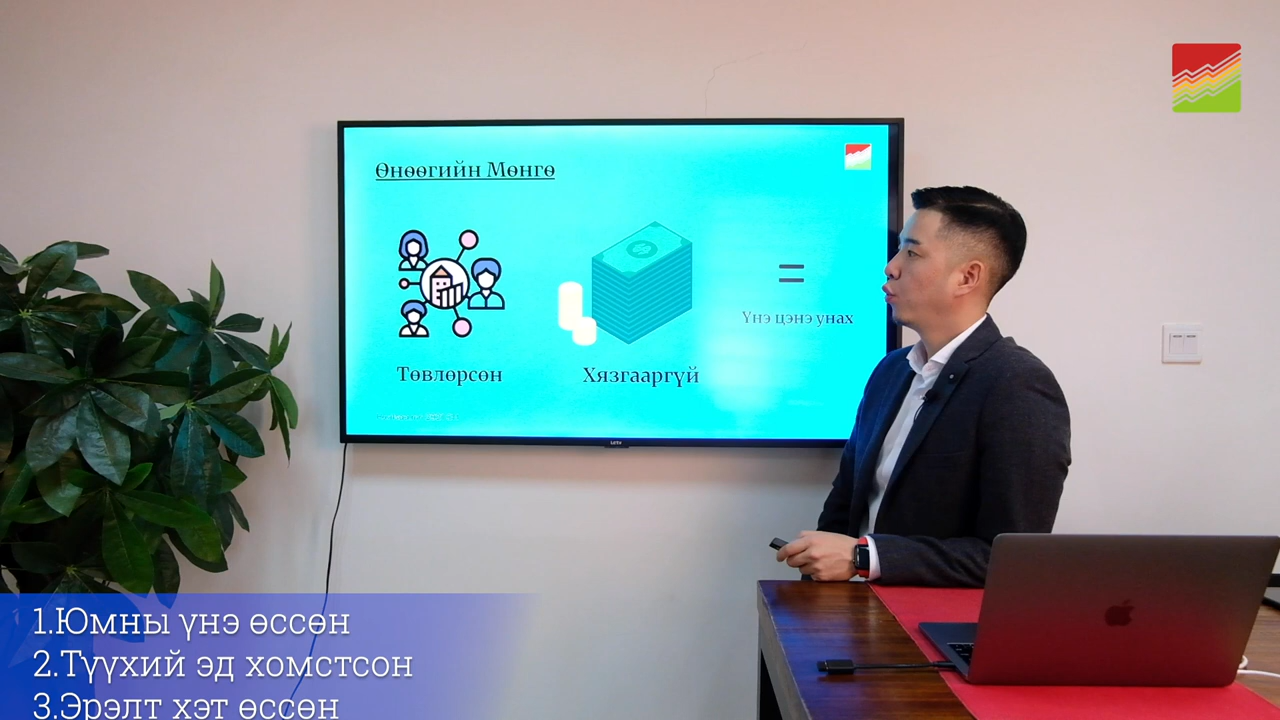 Өнөөгийн Мөнгө
Төвлөрсөн
Хязгааргүй
Үнэ цэнэ унах
1.Юмны үнэ өссөн
2.Түүхий эд хомстсон
3.Эрэлт хэт өссөн